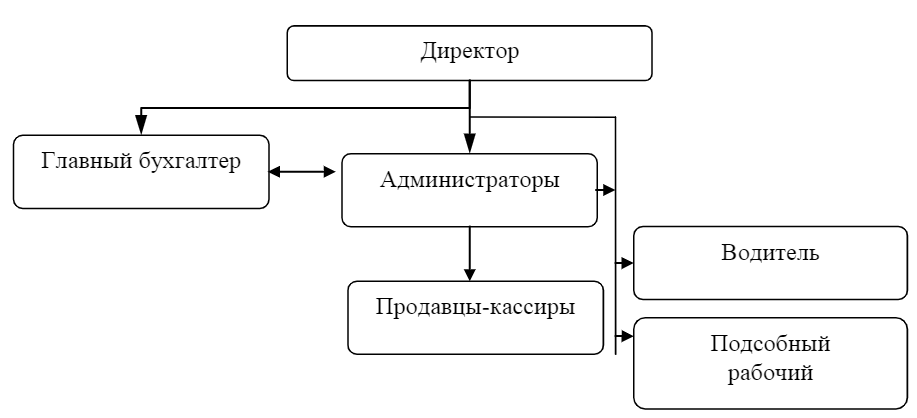 Директор
Главный бухгалтер
Администраторы
Продавцы-кассиры
Водитель
Подсобный
рабочий